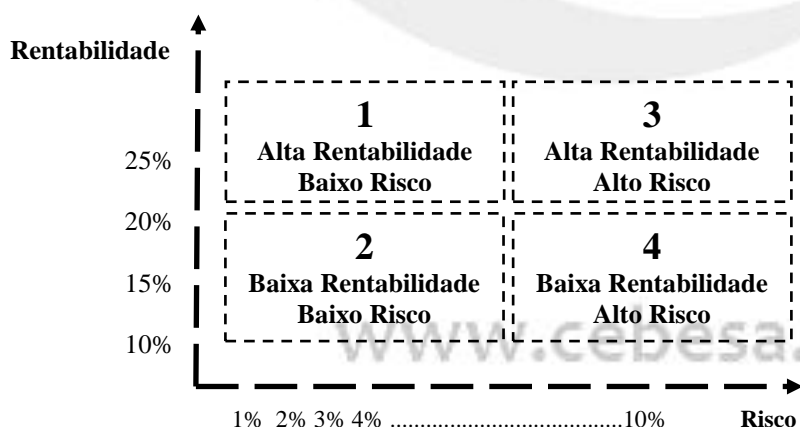 Rentabilidade
1
Alta Rentabilidade
Baixo Risco
3
Alta Rentabilidade
Alto Risco
25%
20%
2
Baixa Rentabilidade
Baixo Risco
4
Baixa Rentabilidade
Alto Risco
15%
10%
www.cebesa.
1% 2% 3% 4% .......................................10% Risco